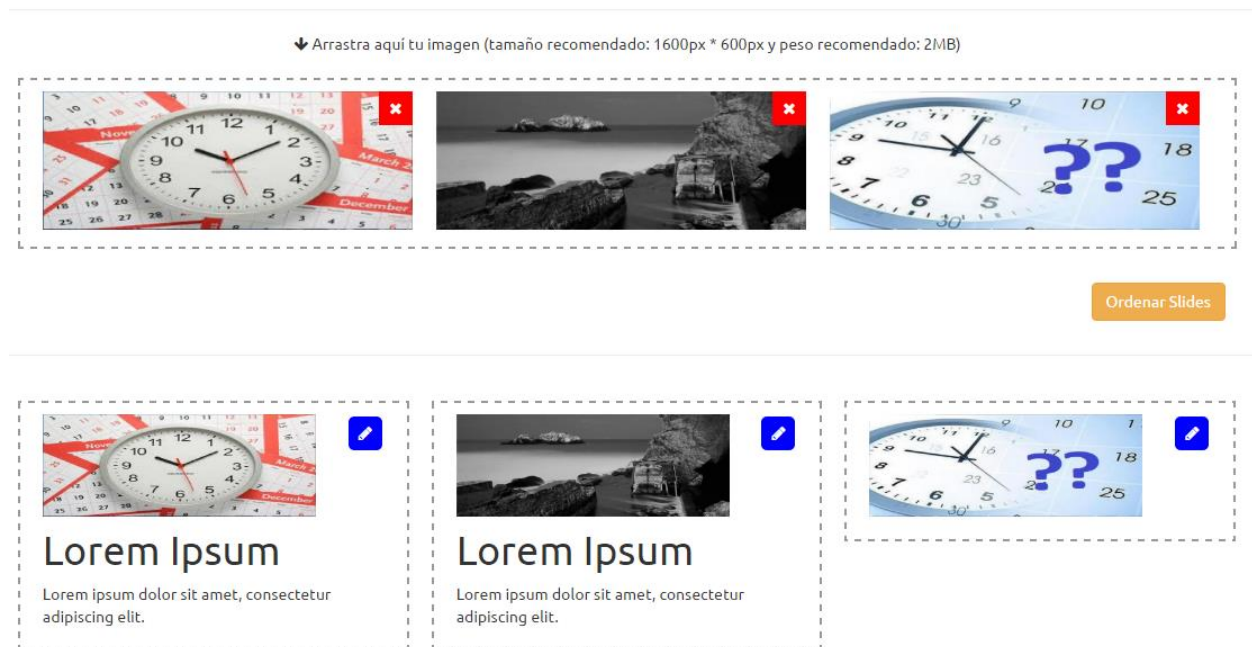 Arrastra aquí tu imagen (tamaño recomendado: 1600px * 600px y peso recomendado: 2MB)
??
Ordenar Slides
??
Lorem Ipsum
Lorem ipsum dolor sit amet, consectetur
adipiscing elit.
Lorem Ipsum
Lorem ipsum dolor sit amet, consectetur
adipiscing elit.